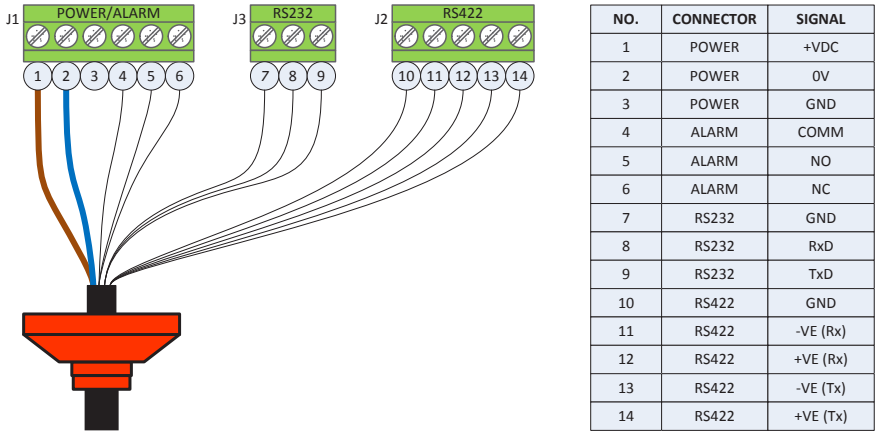 J1 POWER/ALARM J3 RS232 J2 RS422
1 2 3 4 5 6 7 8 9 10 11 12 13 14
NO. CONNECTOR SIGNAL
1 POWER +VDC
2 POWER 0V
3 POWER GND
4 ALARM COMM
5 ALARM NO
6 ALARM NC
7 RS232 GND
8 RS232 RxD
9 RS232 TxD
10 RS422 GND
11 RS422 -VE (Rx)
12 RS422 +VE (Rx)
13 RS422 -VE (Tx)
14 RS422 +VE (Tx)